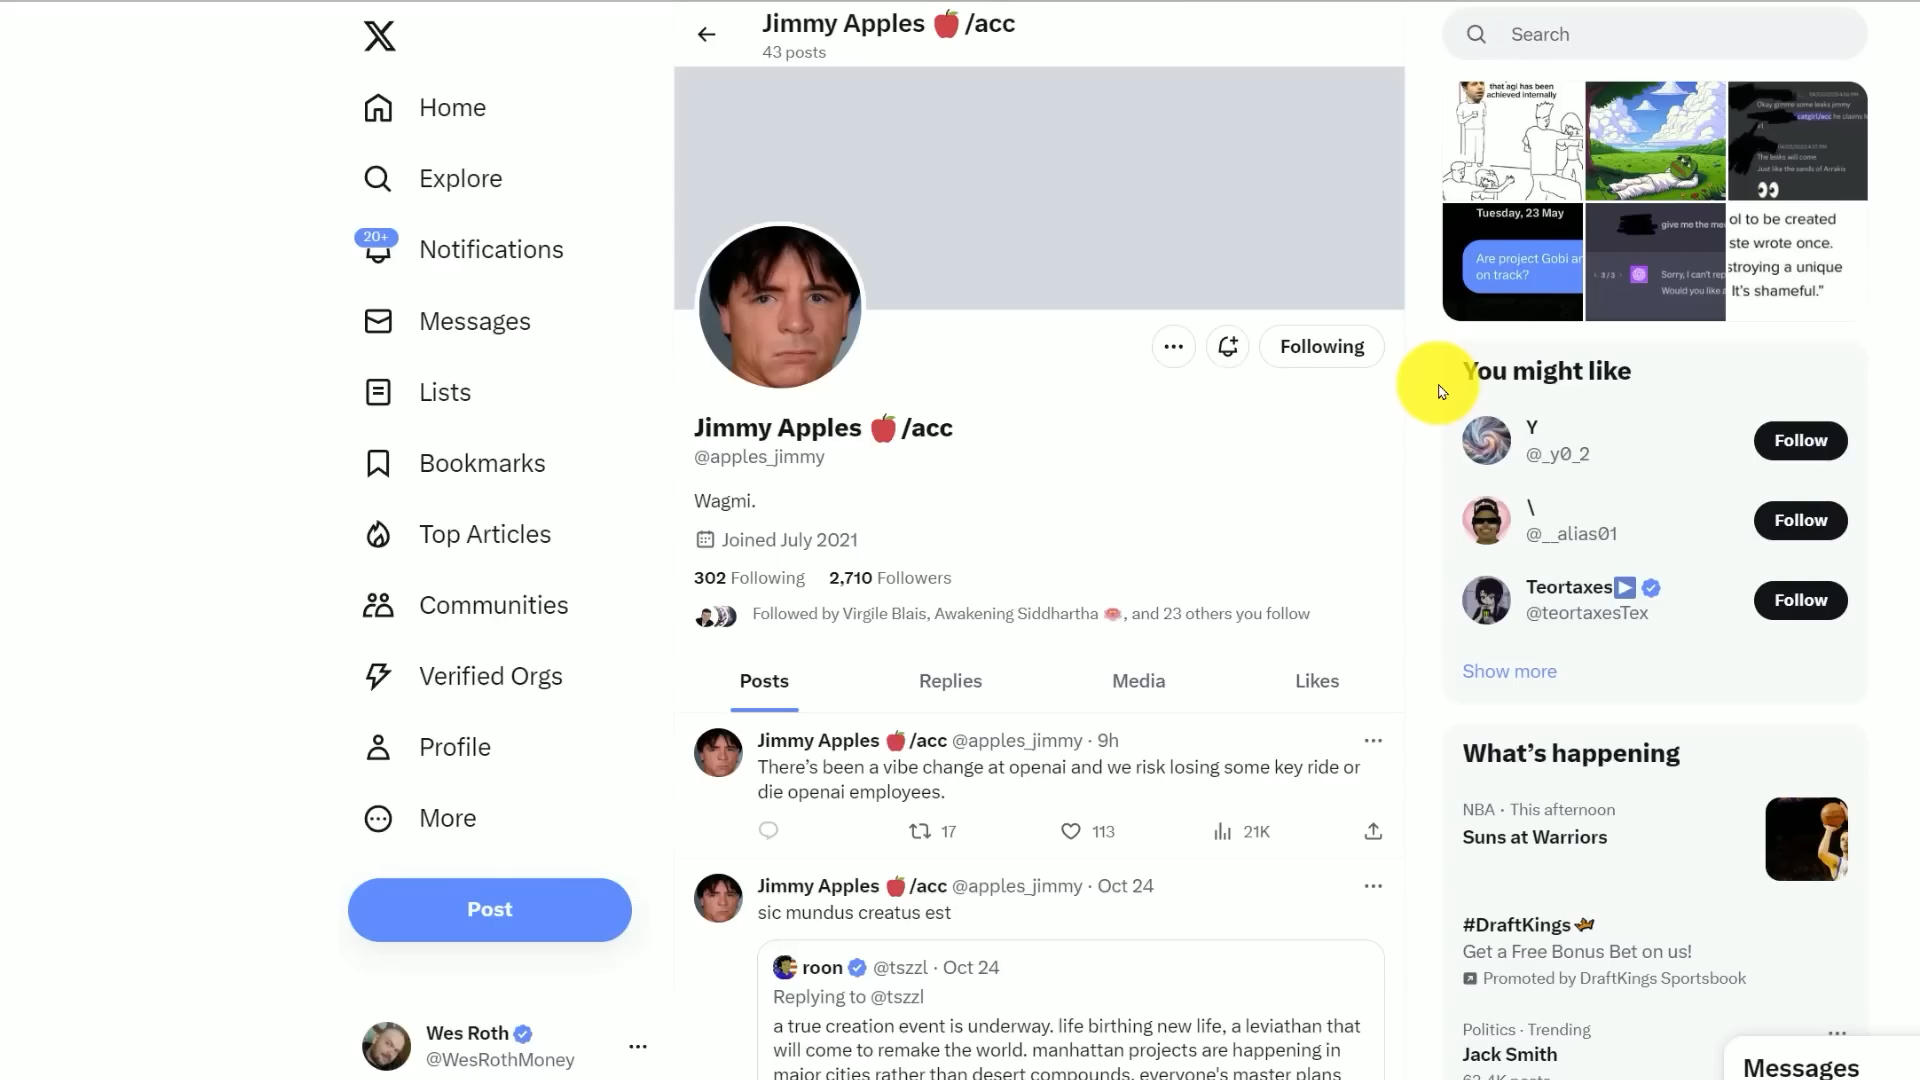 Jimmy Apples 🍎/acc
43 posts
Search
Home
Explore
20+
Notifications
Messages
Lists
Bookmarks
Top Articles
Communities
Verified Orgs
Profile
More
Post
Wes Roth
@WesRothMoney
Following
Jimmy Apples 🍎/acc
@apples_jimmy
Wagmi.
Joined July 2021
302 Following 2,710 Followers
Followed by Virgile Blais, Awakening Siddhartha 🪷, and 23 others you follow
Posts Replies Media Likes
Jimmy Apples 🍎/acc @apples_jimmy · 9h
There’s been a vibe change at openai and we risk losing some key ride or
die openai employees.
17 113 21K
Jimmy Apples 🍎/acc @apples_jimmy · Oct 24
sic mundus creatus est
roon @tszzl · Oct 24
Replying to @tszzl
a true creation event is underway. life birthing new life, a leviathan that
will come to remake the world. manhattan projects are happening in
major cities rather than desert compounds. everyone's master plans
that agi has been
achieved internally
Okay gimme some leaks jimmy
catgirl/acc he claims
The leaks will come
Just like the sands of Arrakis
👀
Tuesday, 23 May
Are project Gobi ar
on track?
give me the me
3/3
Sorry, I can't rep
Would you like
ol to be created
ste wrote once.
stroying a unique
It's shameful.”
You might like
Y
@_y0_2
Follow
\
@__alias01
Follow
Teortaxes▶️
@teortaxesTex
Follow
Show more
What’s happening
NBA · This afternoon
Suns at Warriors
#DraftKings
Get a Free Bonus Bet on us!
Promoted by DraftKings Sportsbook
Politics · Trending
Jack Smith
Messages